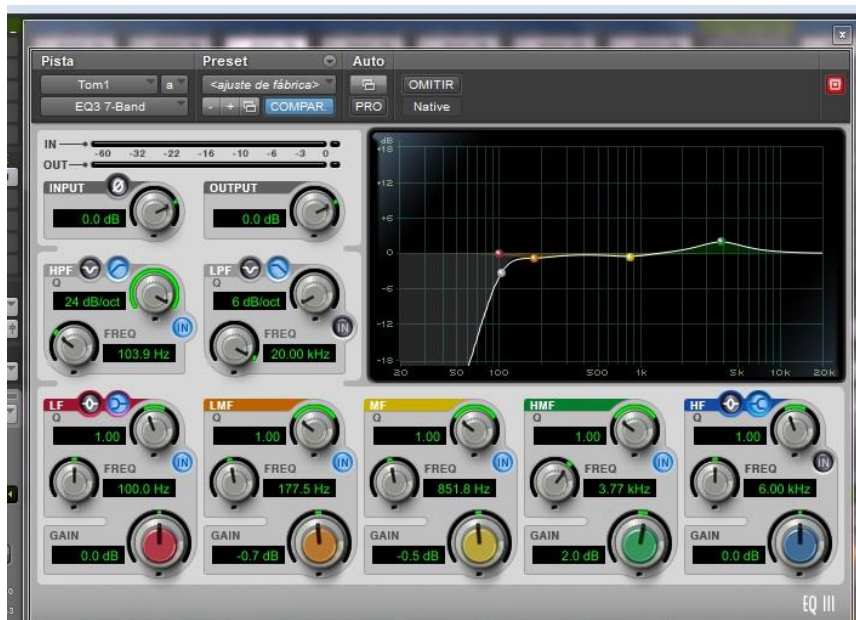 Pista Preset Auto
Tom1 a <ajuste de fábrica> OMITIR
EQ3 7-Band - + COMPAR. PRO Native
IN
-60 -32 -22 -16 -10 -6 -3 0
OUT
INPUT Ø OUTPUT
0.0 dB 0.0 dB
HPF LPF
Q Q
24 dB/oct 6 dB/oct
IN IN
FREQ FREQ
103.9 Hz 20.00 kHz
dB
+18
+12
+6
0
-6
-12
-18
20 50 100 500 1k 5k 10k 20k
LF LMF MF HMF HF
Q Q Q Q Q
1.00 1.00 1.00 1.00 1.00
IN IN IN IN IN
FREQ FREQ FREQ FREQ FREQ
100.0 Hz 177.5 Hz 851.8 Hz 3.77 kHz 6.00 kHz
GAIN GAIN GAIN GAIN GAIN
0.0 dB -0.7 dB -0.5 dB 2.0 dB 0.0 dB
EQ III